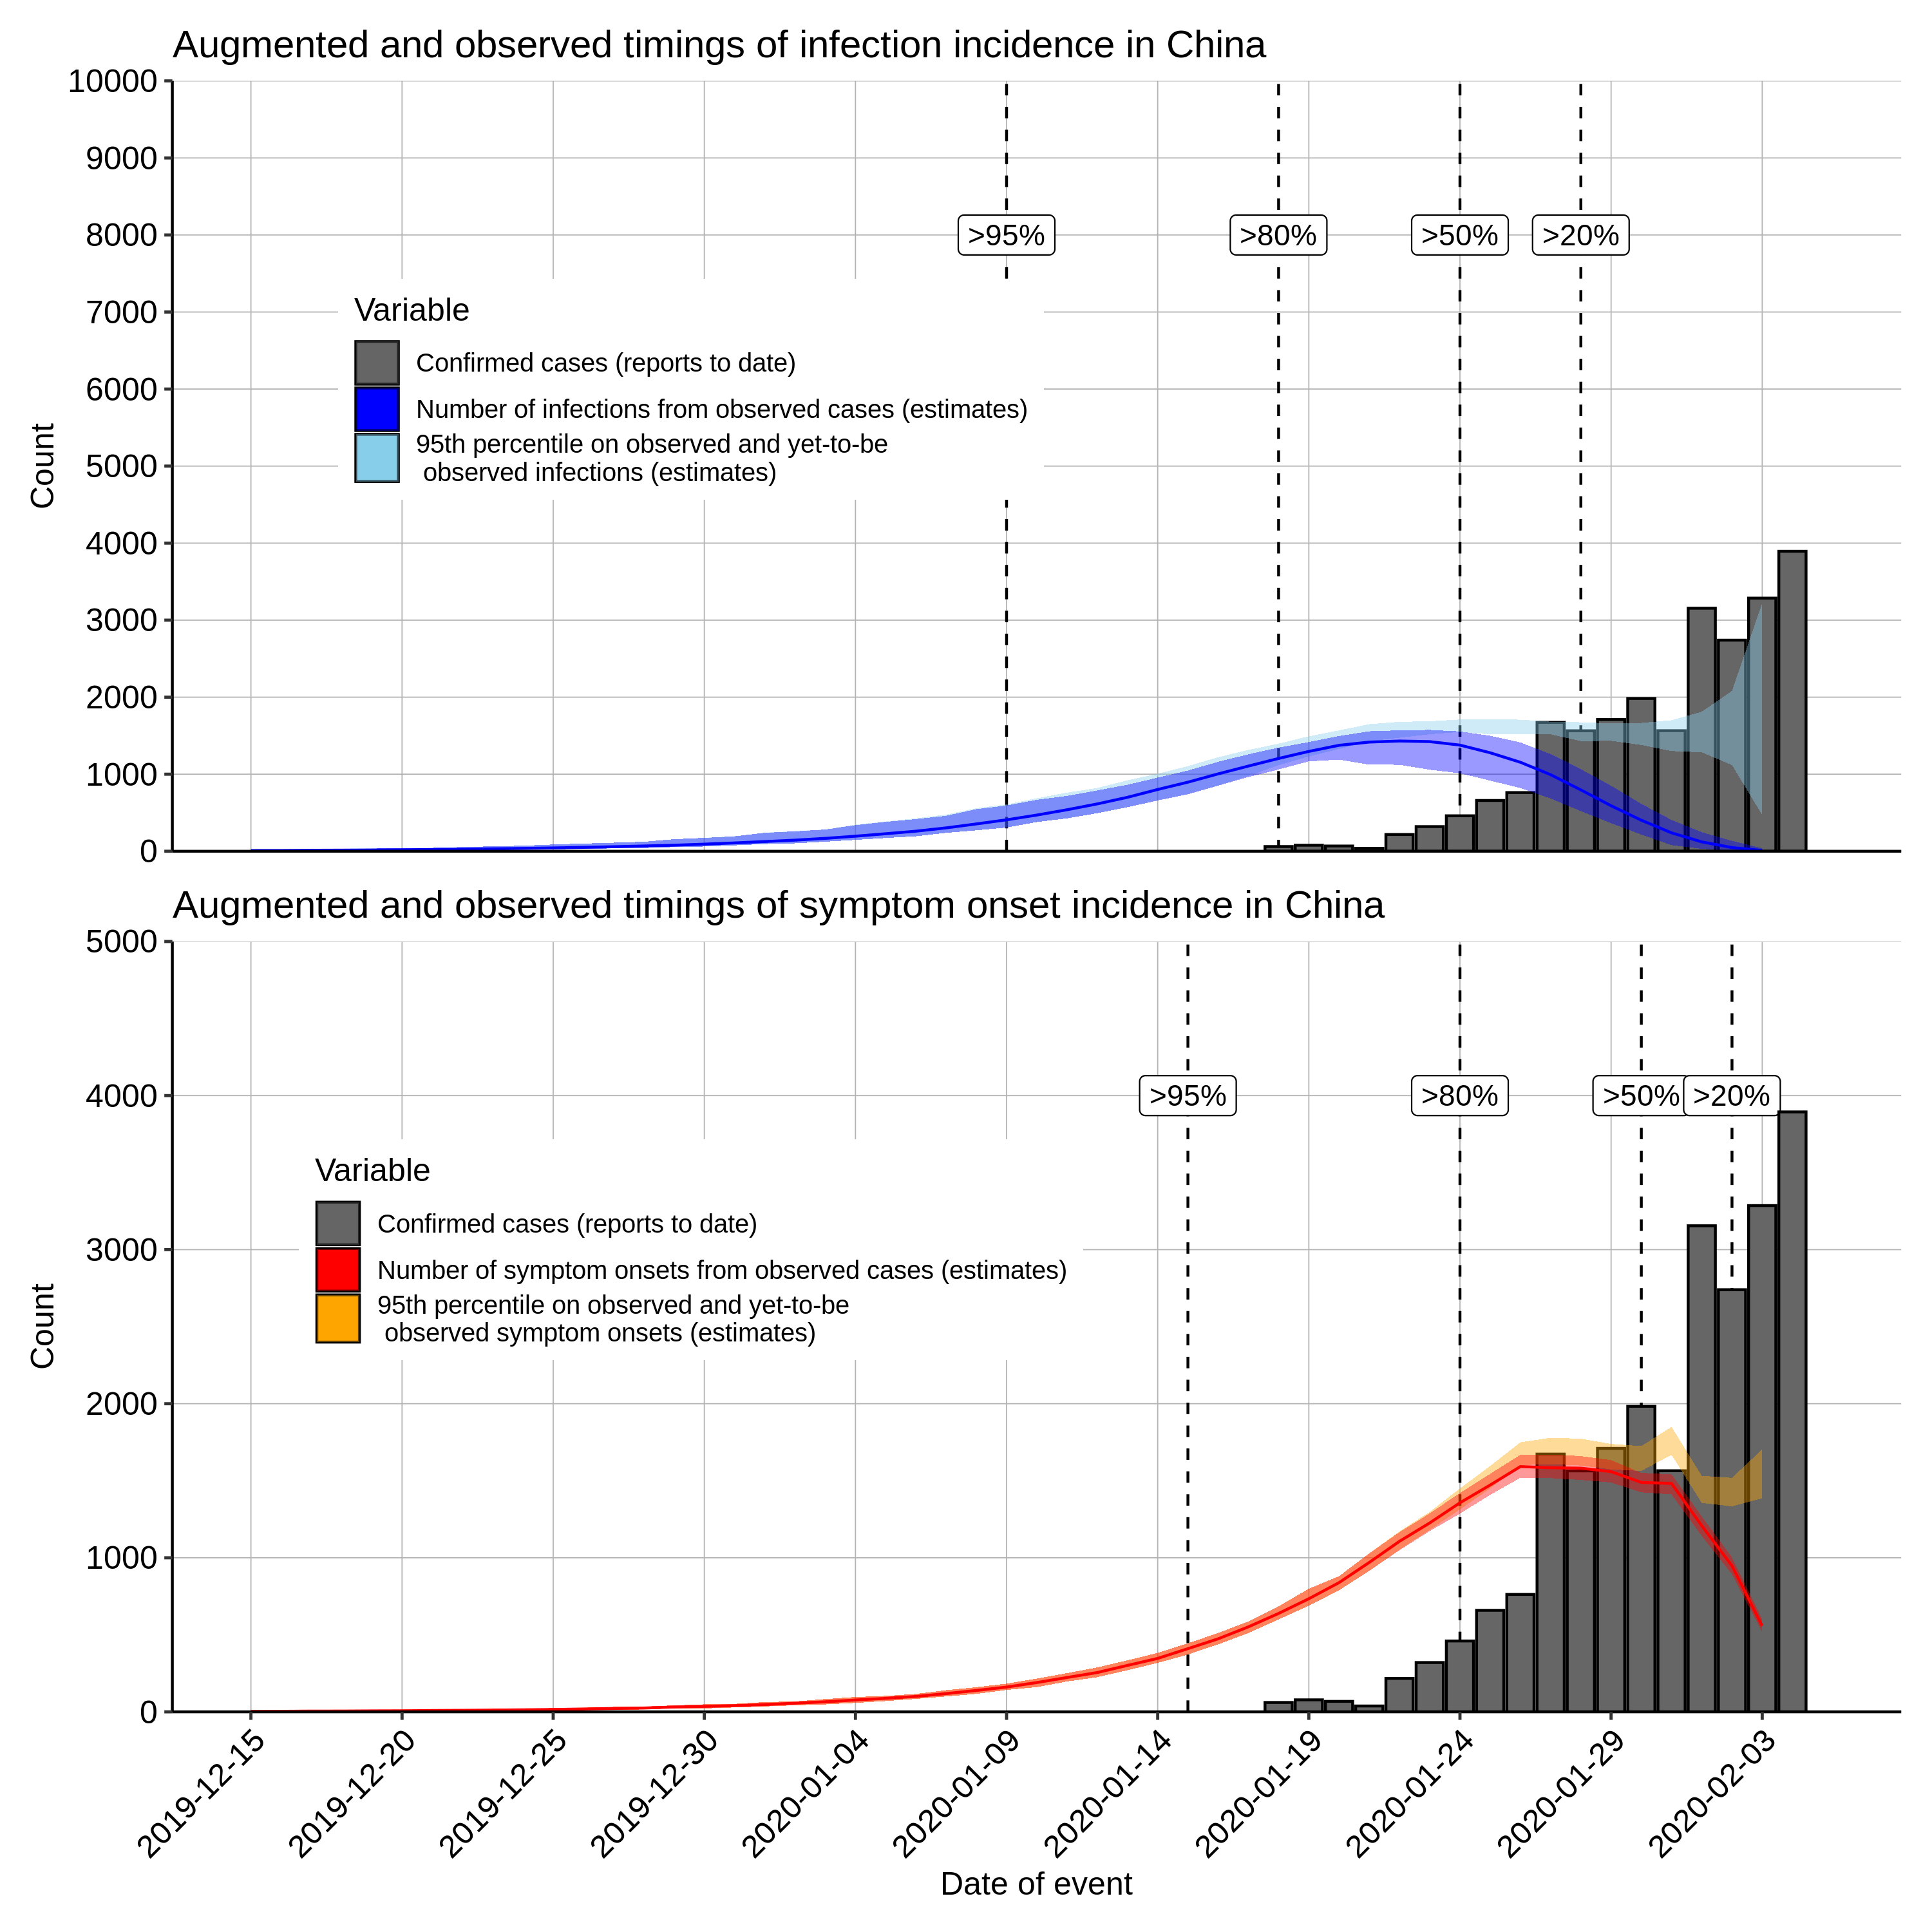 Augmented and observed timings of infection incidence in China
10000
9000
8000
7000
6000
5000
4000
3000
2000
1000
0
Count
>95%
>80%
>50%
>20%
Variable
Confirmed cases (reports to date)
Number of infections from observed cases (estimates)
95th percentile on observed and yet-to-be
observed infections (estimates)
Augmented and observed timings of symptom onset incidence in China
5000
4000
3000
2000
1000
0
Count
>95%
>80%
>50%
>20%
Variable
Confirmed cases (reports to date)
Number of symptom onsets from observed cases (estimates)
95th percentile on observed and yet-to-be
observed symptom onsets (estimates)
2019-12-15
2019-12-20
2019-12-25
2019-12-30
2020-01-04
2020-01-09
2020-01-14
2020-01-19
2020-01-24
2020-01-29
2020-02-03
Date of event